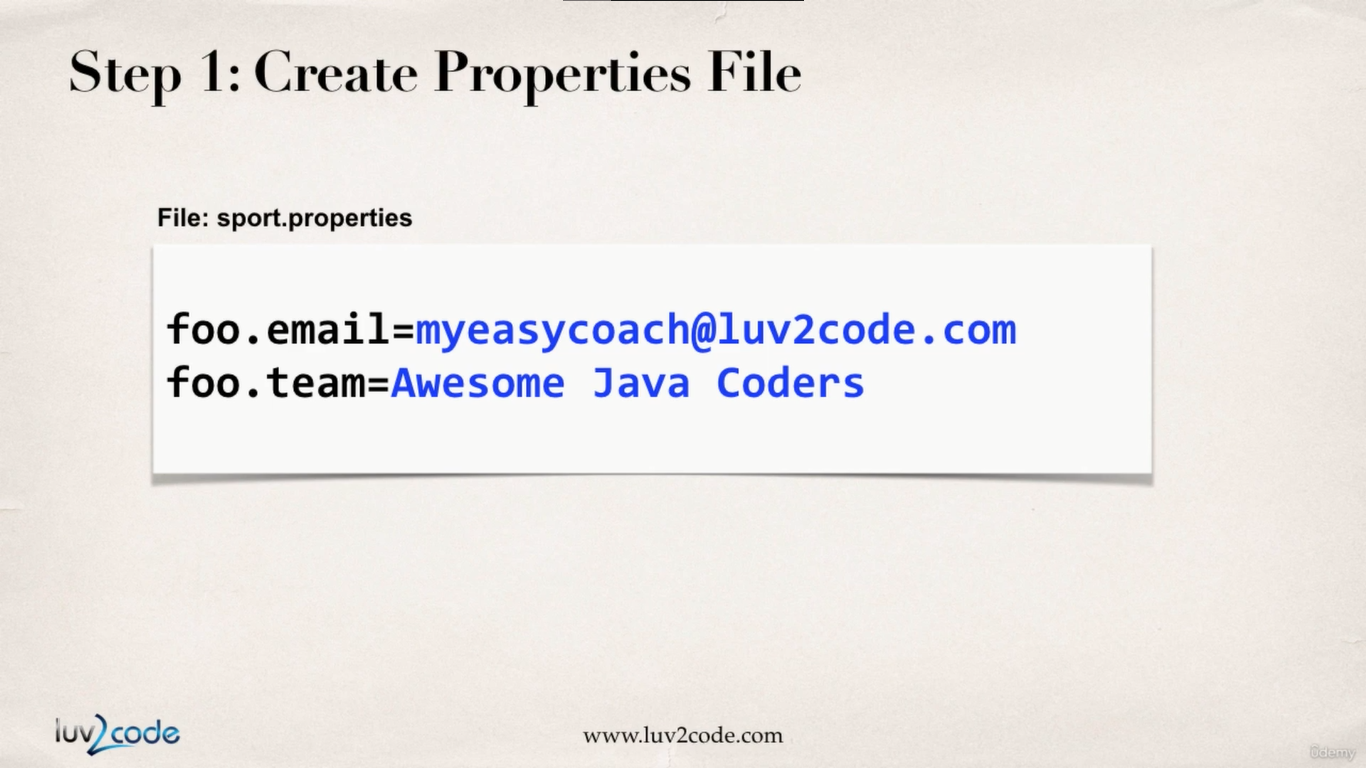 Step 1: Create Properties File
File: sport.properties
foo.email=myeasycoach@luv2code.com
foo.team=Awesome Java Coders
luv2code
www.luv2code.com
ûdemy